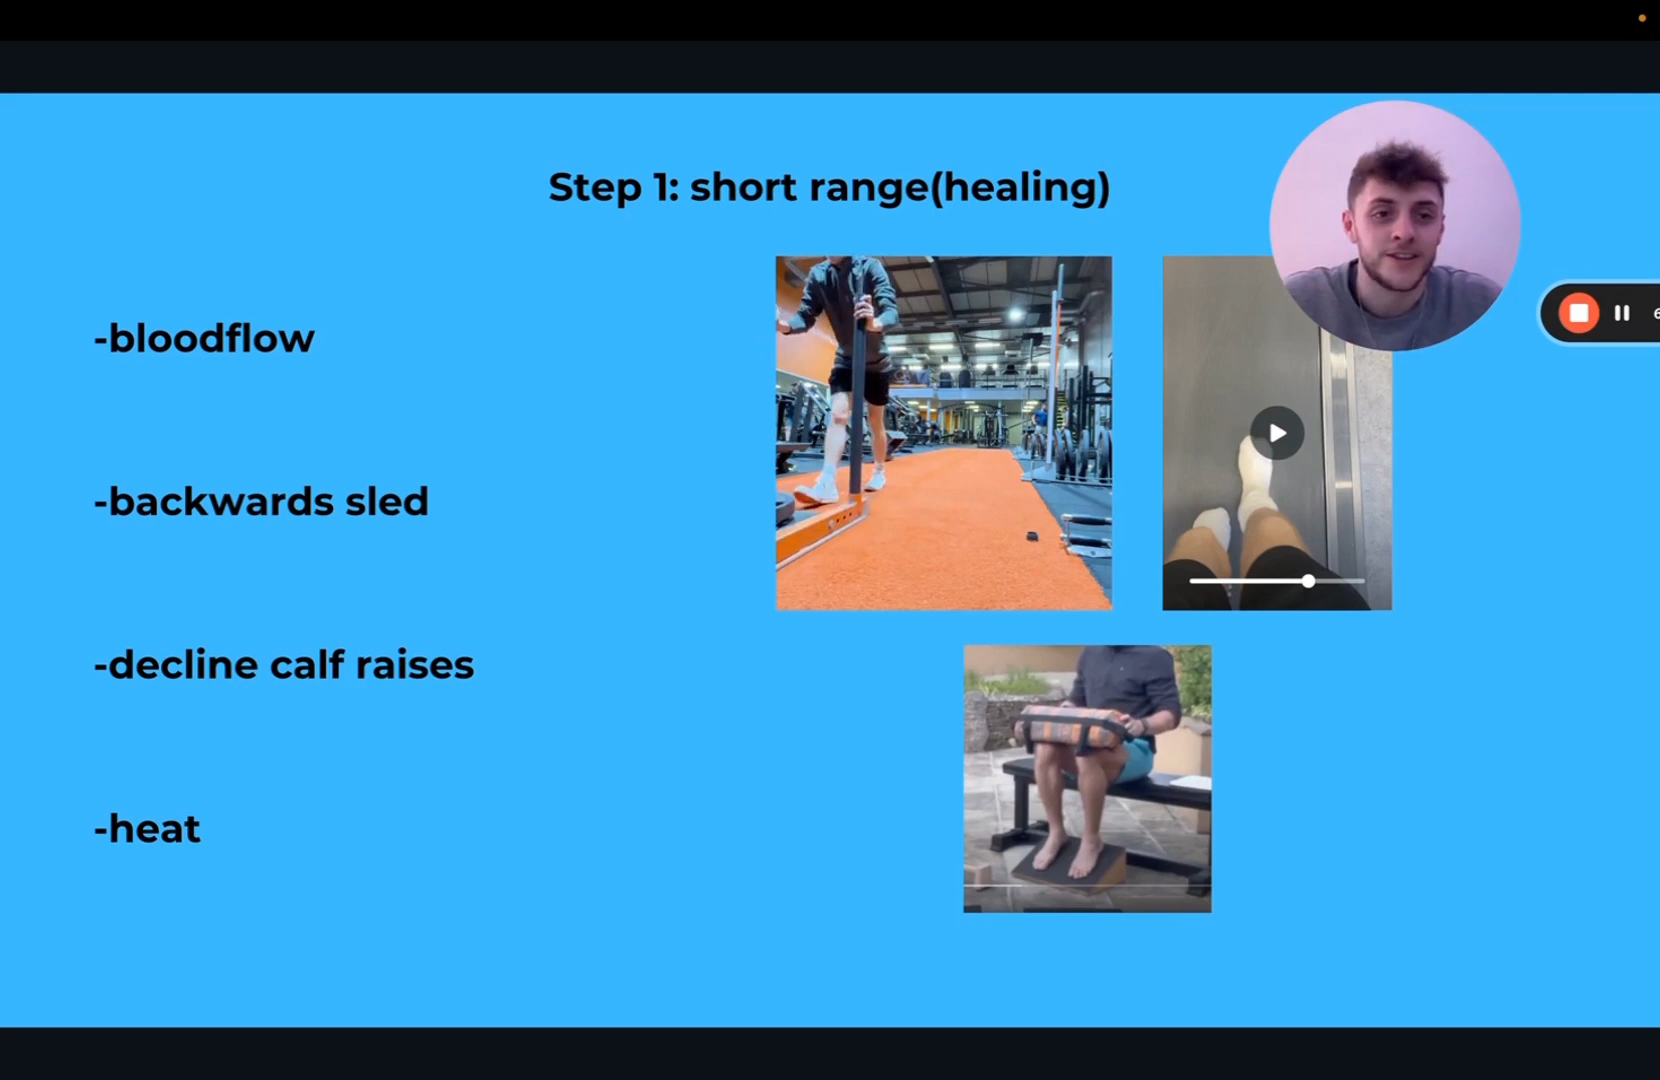 Step 1: short range(healing)
-bloodflow
-backwards sled
-decline calf raises
-heat